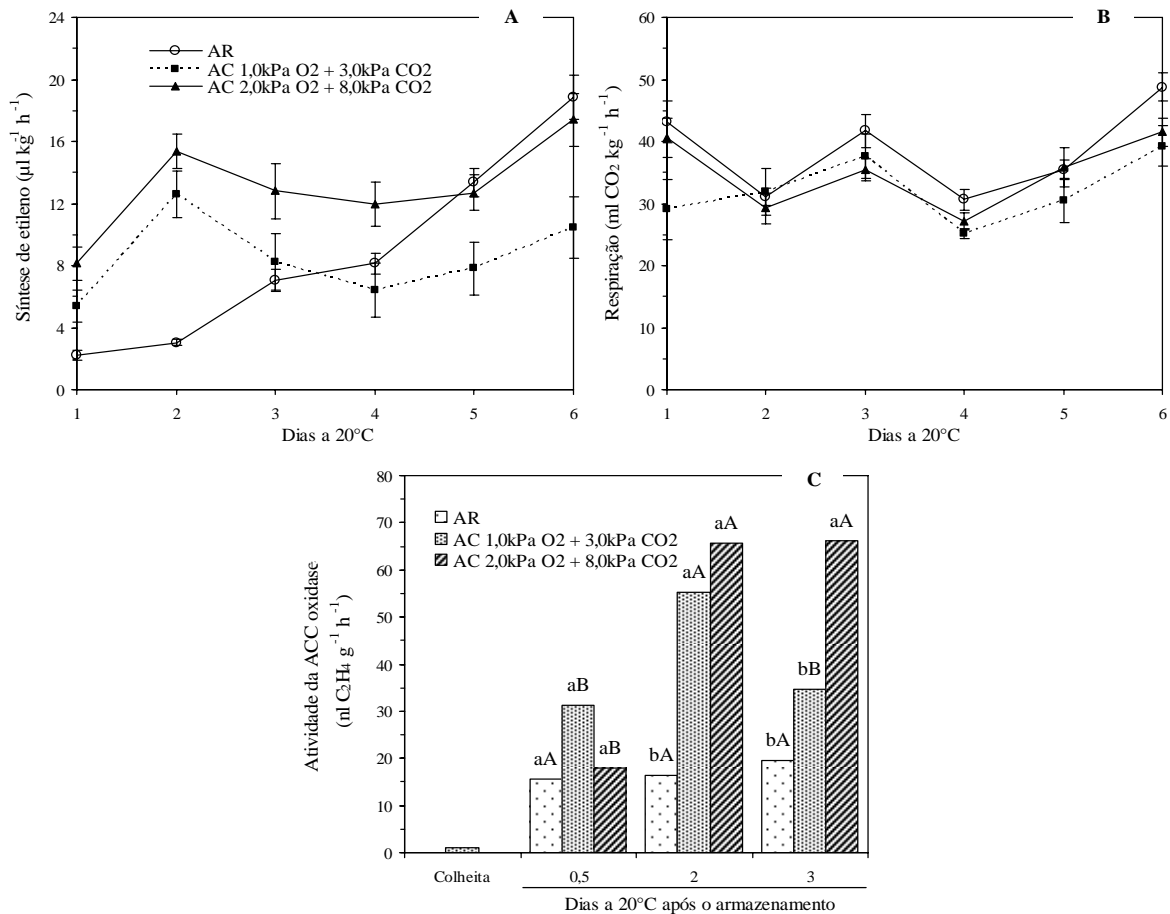 A
Síntese de etileno (µl kg⁻¹ h⁻¹)
24
20
16
12
8
4
0
AR
AC 1,0kPa O2 + 3,0kPa CO2
AC 2,0kPa O2 + 8,0kPa CO2
1 2 3 4 5 6
Dias a 20°C
B
Respiração (ml CO2 kg⁻¹ h⁻¹)
60
50
40
30
20
10
0
1 2 3 4 5 6
Dias a 20°C
C
Atividade da ACC oxidase
(nl C2H4 g⁻¹ h⁻¹)
80
70
60
50
40
30
20
10
0
AR
AC 1,0kPa O2 + 3,0kPa CO2
AC 2,0kPa O2 + 8,0kPa CO2
aA aB aB
bA aA aA
bA bB aA
Colheita 0,5 2 3
Dias a 20°C após o armazenamento